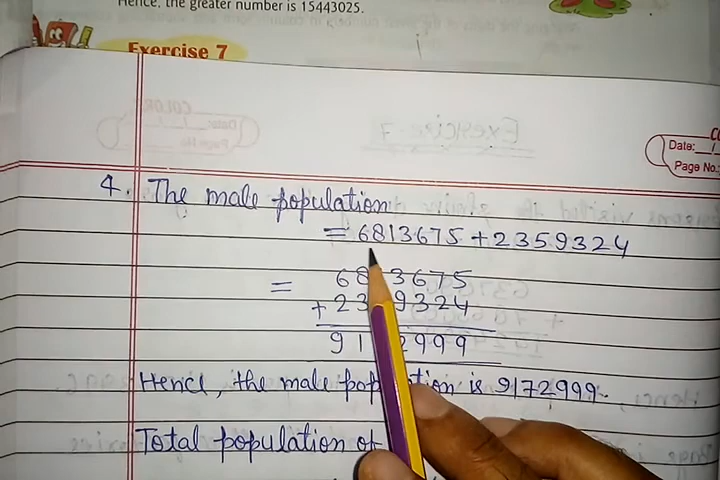 Hence, the greater number is 15443025.
Exercise 7
Date: /
Page No.:
4. The male population
= 6813675 + 2359324
= 68 3675
+ 23 9324
91 2999
Hence, the male pop tion is 9172999.
Total population of